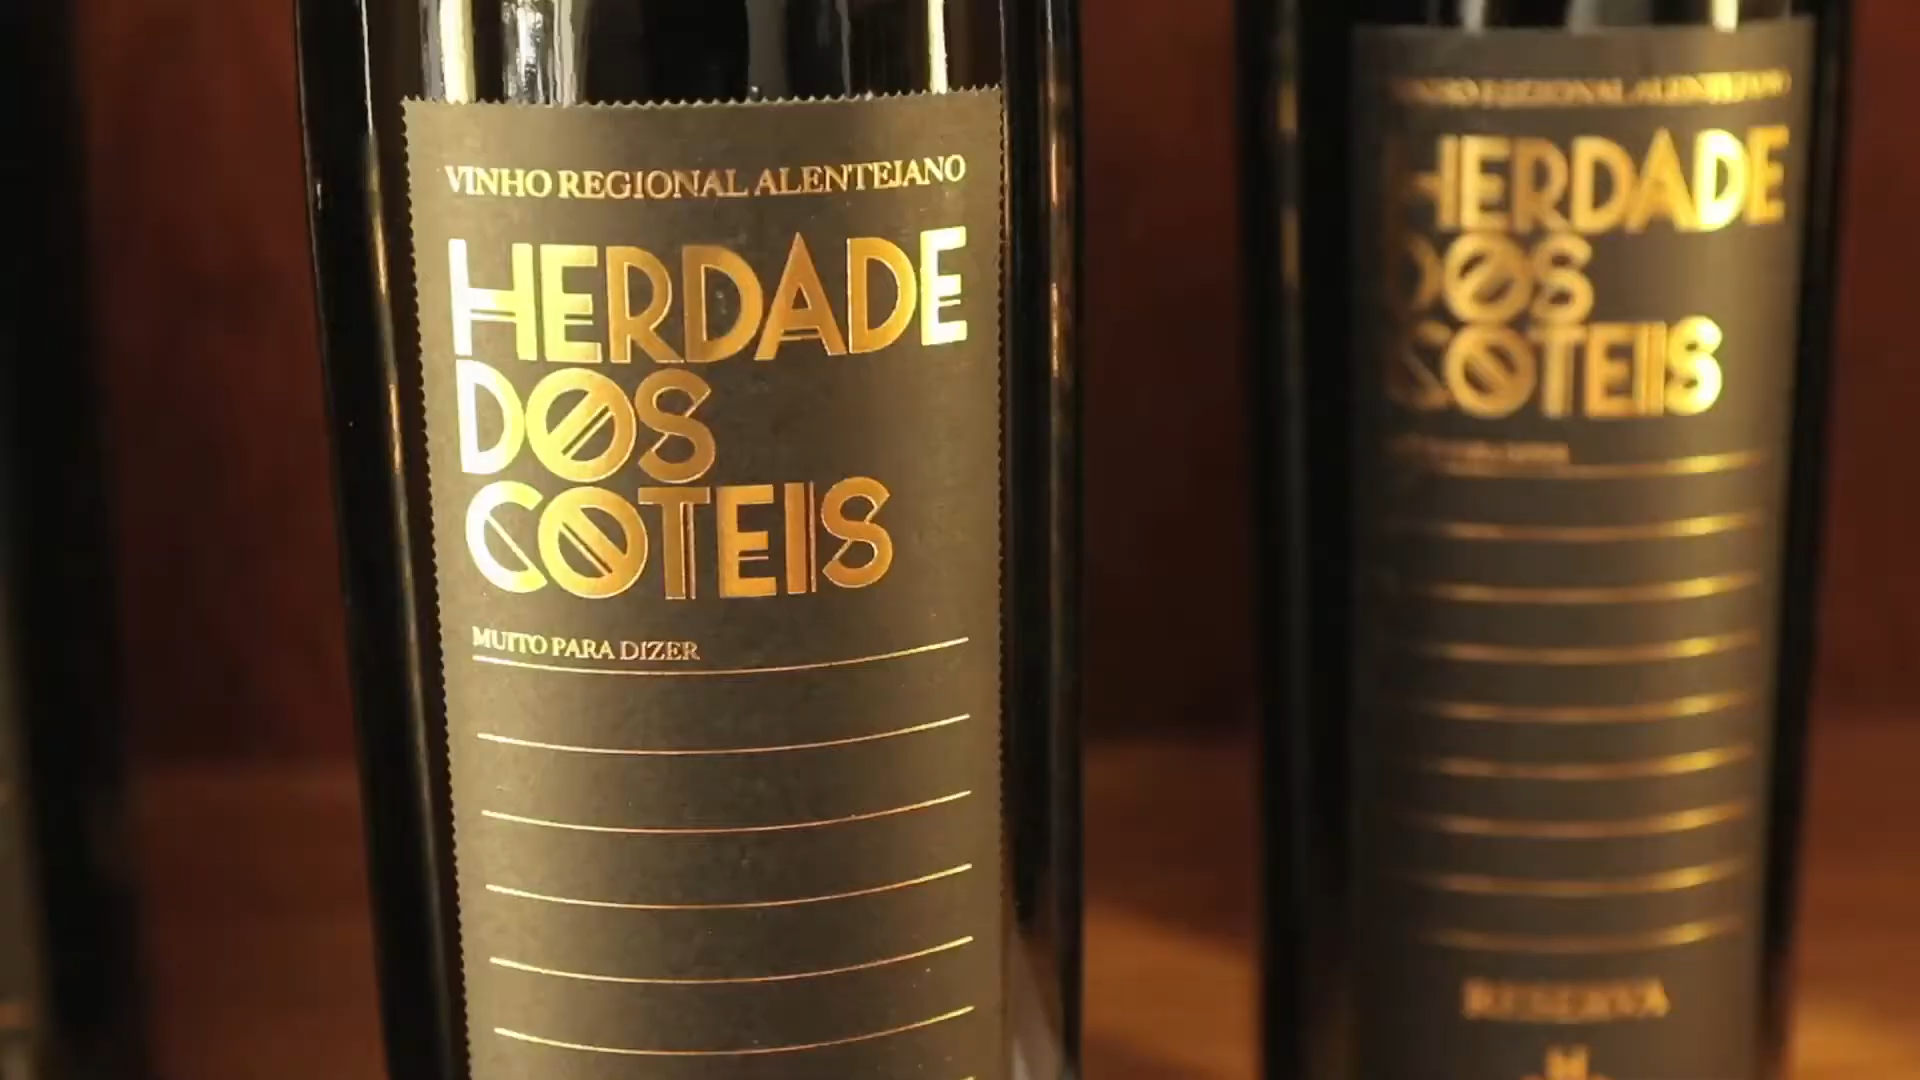 VINHO REGIONAL ALENTEJANO
HERDADE
DOS
COTEIS
MUITO PARA DIZER
VINHO REGIONAL ALENTEJANO
HERDADE
DOS
COTEIS
RESERVA